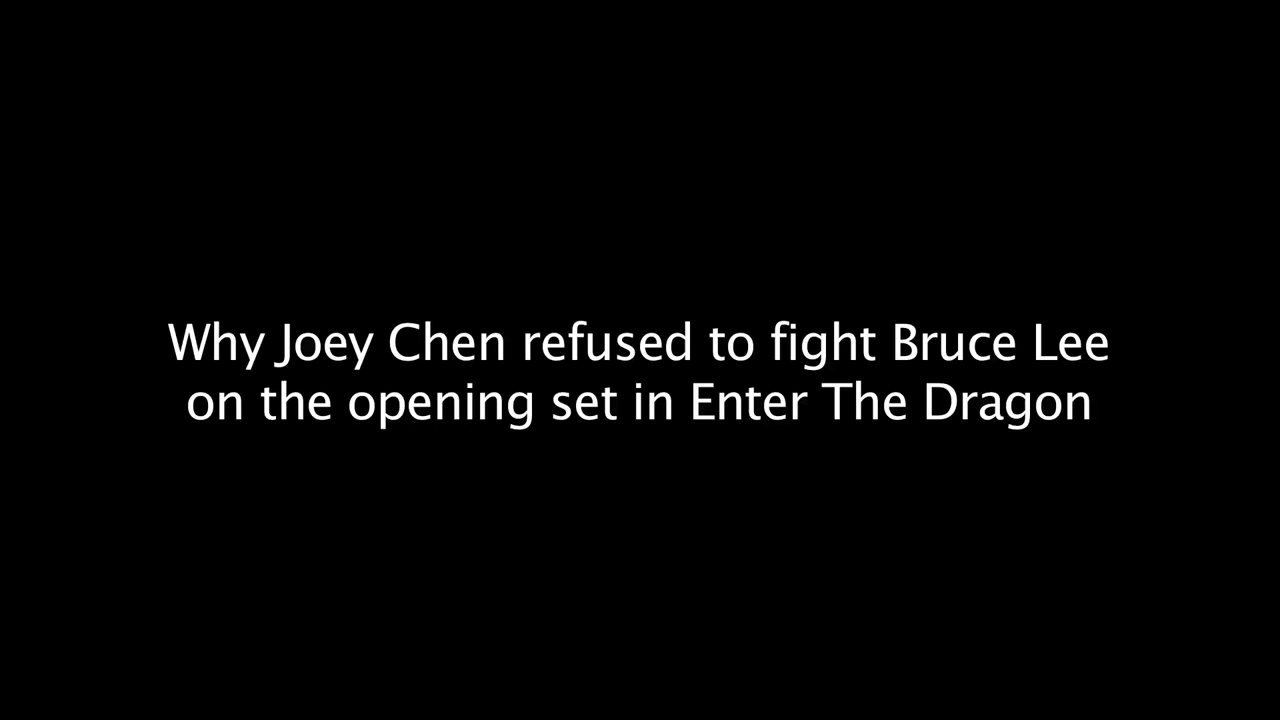 Why Joey Chen refused to fight Bruce Lee
on the opening set in Enter The Dragon